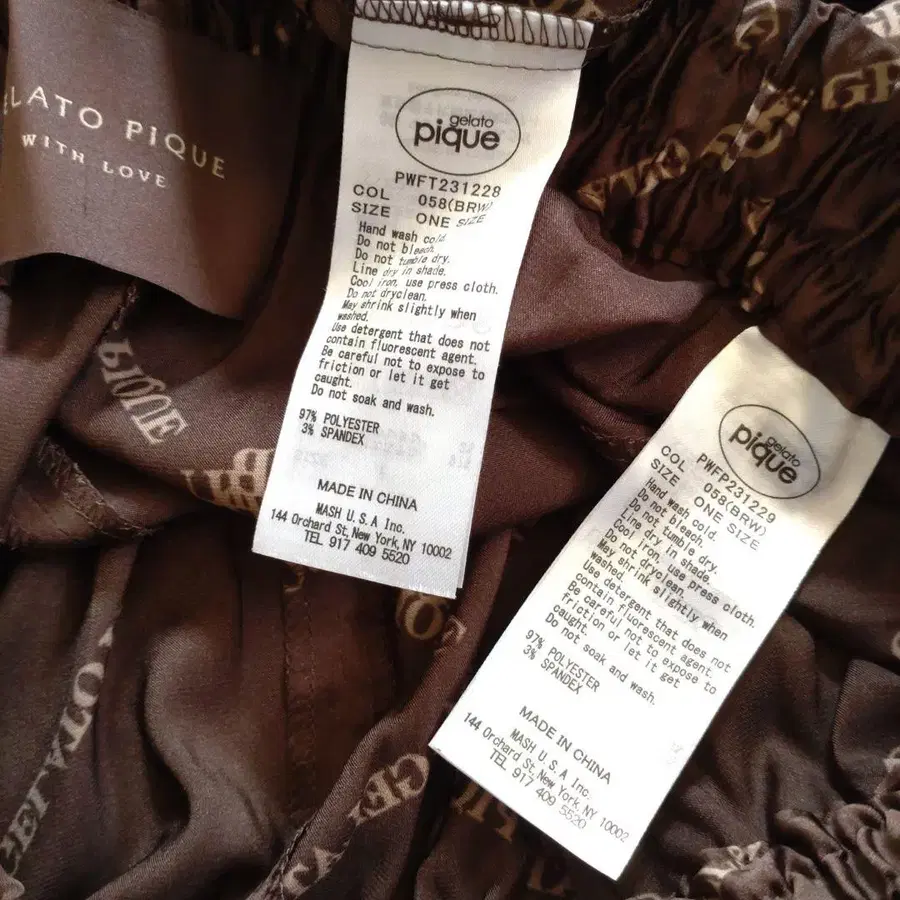 GELATO PIQUE
WITH LOVE
gelato
pique
PWFT231228
COL 058(BRW)
SIZE ONE SIZE
Hand wash cold.
Do not bleach.
Do not tumble dry.
Line dry in shade.
Cool iron, use press cloth.
Do not dryclean.
May shrink slightly when
washed.
Use detergent that does not
contain fluorescent agent.
Be careful not to expose to
friction or let it get
caught.
Do not soak and wash.
97% POLYESTER
3% SPANDEX
MADE IN CHINA
MASH U.S.A Inc.
144 Orchard St, New York, NY 10002
TEL 917 409 5520
gelato
pique
PWFP231229
COL 058(BRW)
SIZE ONE SIZE
Hand wash cold.
Do not bleach.
Do not tumble dry.
Line dry in shade.
Cool iron, use press cloth.
Do not dryclean.
May shrink slightly when
washed.
Use detergent that does not
contain fluorescent agent.
Be careful not to expose to
friction or let it get
caught.
Do not soak and wash.
97% POLYESTER
3% SPANDEX
MADE IN CHINA
MASH U.S.A Inc.
144 Orchard St, New York, NY 10002
TEL 917 409 5520